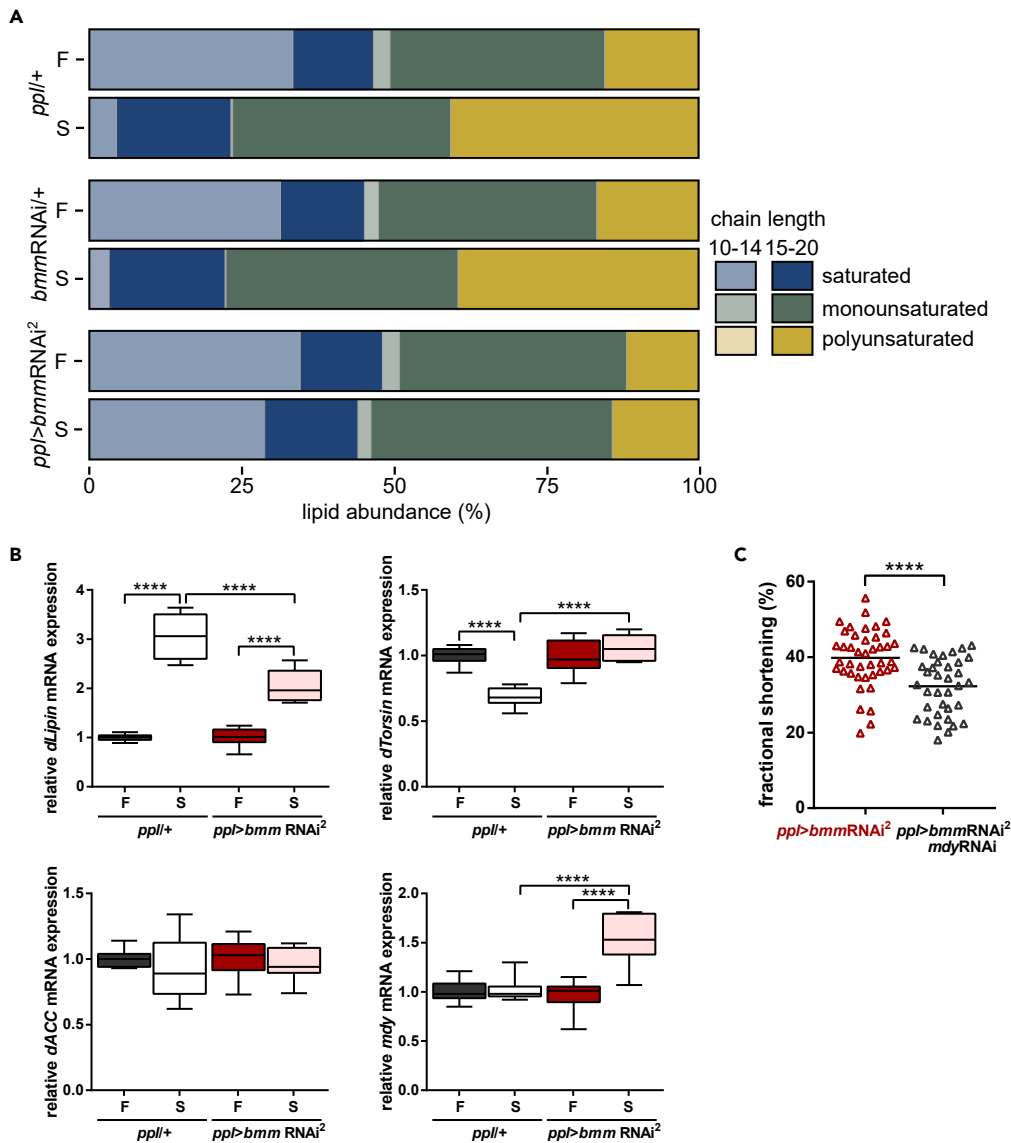 A
ppl/+
F
S
bmmRNAi/+
F
S
ppl>bmmRNAi²
F
S
0 25 50 75 100
lipid abundance (%)
chain length
10-14 15-20
saturated
monounsaturated
polyunsaturated
B
relative dLipin mRNA expression
4
3
2
1
0
**** ****
****
F S F S
ppl/+ ppl>bmm RNAi²
relative dTorsin mRNA expression
1.5
1.0
0.5
0.0
****
****
F S F S
ppl/+ ppl>bmm RNAi²
relative dACC mRNA expression
1.5
1.0
0.5
0.0
F S F S
ppl/+ ppl>bmm RNAi²
relative mdy mRNA expression
2.0
1.5
1.0
0.5
0.0
****
****
F S F S
ppl/+ ppl>bmm RNAi²
C
fractional shortening (%)
60
40
20
0
****
ppl>bmmRNAi² ppl>bmmRNAi²
mdyRNAi